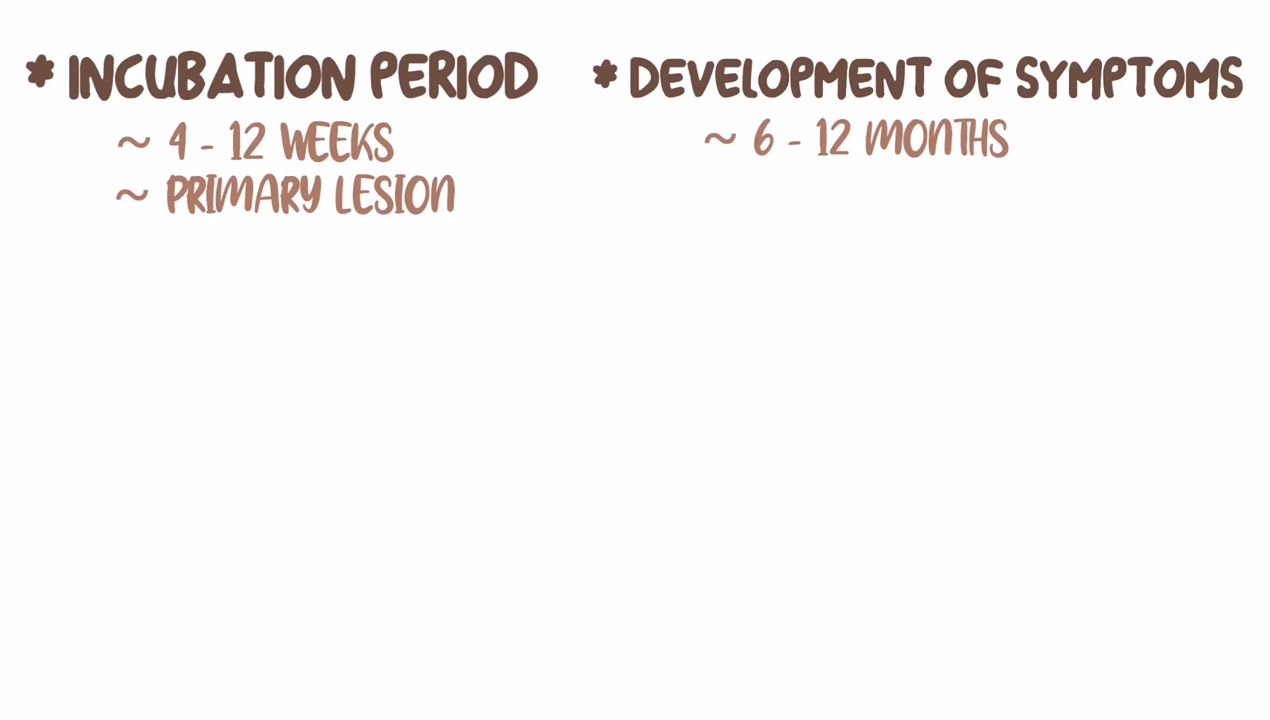 * INCUBATION PERIOD
~ 4 - 12 WEEKS
~ PRIMARY LESION
* DEVELOPMENT OF SYMPTOMS
~ 6 - 12 MONTHS